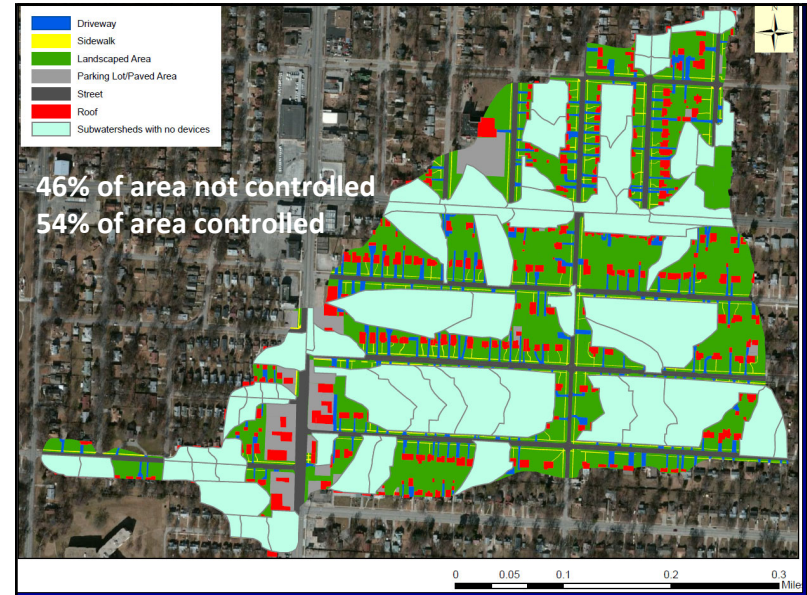 Driveway
Sidewalk
Landscaped Area
Parking Lot/Paved Area
Street
Roof
Subwatersheds with no devices
N
46% of area not controlled
54% of area controlled
0 0.05 0.1 0.2 0.3
Miles